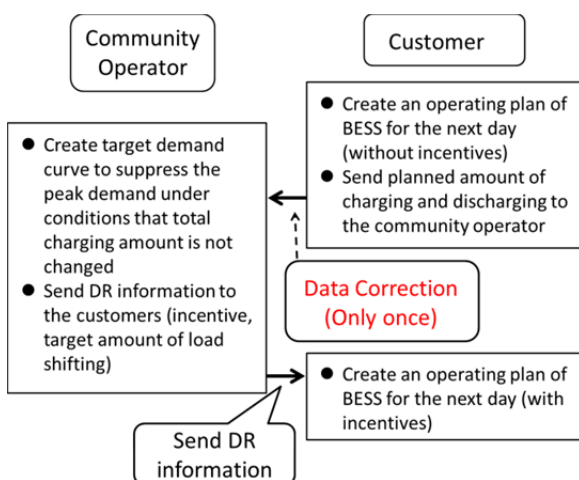 Community
Operator
Customer
● Create an operating plan of
BESS for the next day
(without incentives)
● Send planned amount of
charging and discharging to
the community operator
● Create target demand
curve to suppress the
peak demand under
conditions that total
charging amount is not
changed
● Send DR information to
the customers (incentive,
target amount of load
shifting)
Data Correction
(Only once)
● Create an operating plan of
BESS for the next day (with
incentives)
Send DR
information